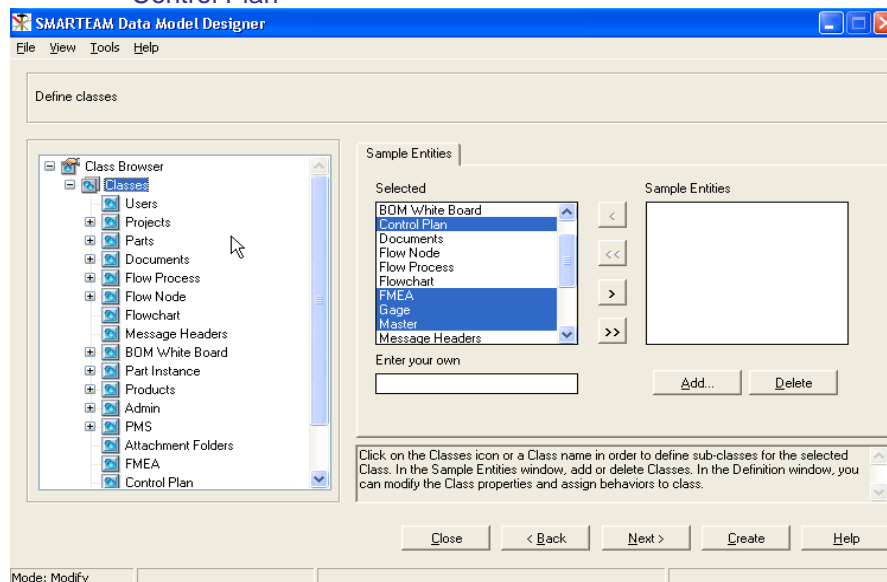 Control Plan
SMARTEAM Data Model Designer
File View Tools Help
Define classes
Class Browser
Classes
Users
Projects
Parts
Documents
Flow Process
Flow Node
Flowchart
Message Headers
BOM White Board
Part Instance
Products
Admin
PMS
Attachment Folders
FMEA
Control Plan
Sample Entities
Selected
BOM White Board
Control Plan
Documents
Flow Node
Flow Process
Flowchart
FMEA
Gage
Master
Message Headers
<
<<
>
>>
Sample Entities
Enter your own
Add... Delete
Click on the Classes icon or a Class name in order to define sub-classes for the selected
Class. In the Sample Entities window, add or delete Classes. In the Definition window, you
can modify the Class properties and assign behaviors to class.
Close < Back Next > Create Help
Mode: Modify